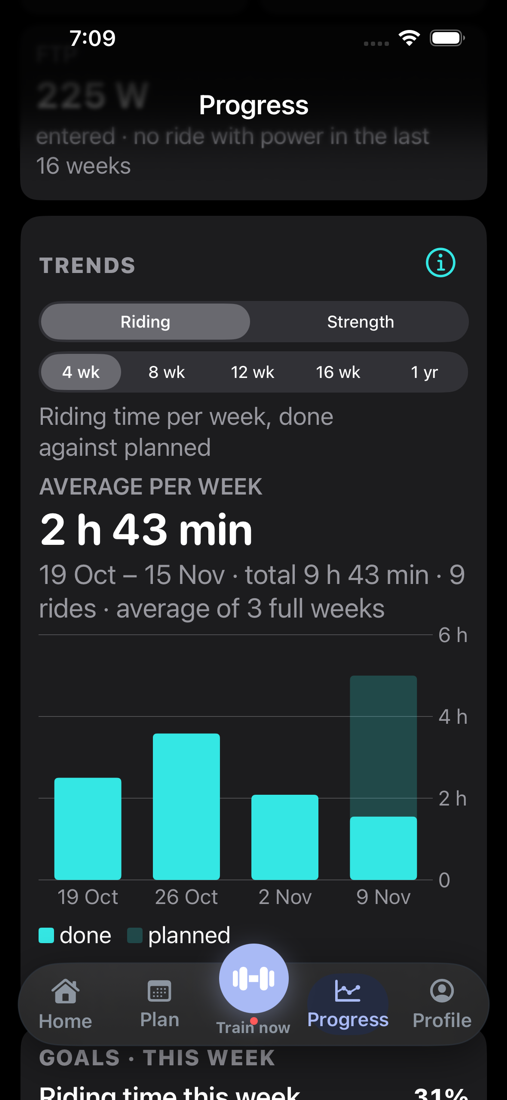 7:09
FTP
225 W
Progress
entered · no ride with power in the last
16 weeks
TRENDS
Riding
Strength
4 wk
8 wk
12 wk
16 wk
1 yr
Riding time per week, done
against planned
AVERAGE PER WEEK
2 h 43 min
19 Oct – 15 Nov · total 9 h 43 min · 9
rides · average of 3 full weeks
6 h
4 h
2 h
0
19 Oct
26 Oct
2 Nov
9 Nov
done
planned
Home
Plan
Train now
Progress
Profile
GOALS · THIS WEEK
Riding time this week
31%